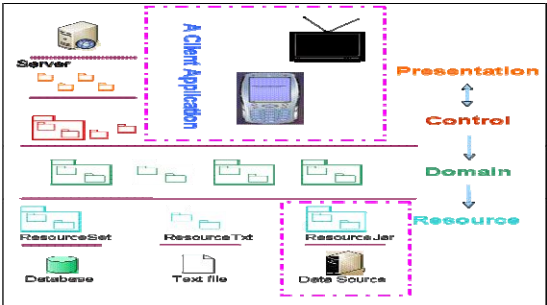 Server
A Client Application
Presentation
Control
Domain
Resource
ResourceSet
ResourceTxt
ResourceJar
Database
Text file
Data Source